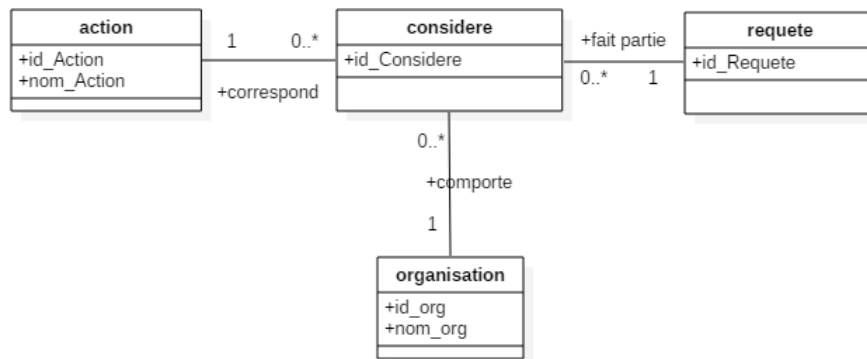 action
+id_Action
+nom_Action
1
0..*
+correspond
considère
+id_Considere
+fait partie
0..*
1
requete
+id_Requete
0..*
+comporte
1
organisation
+id_org
+nom_org